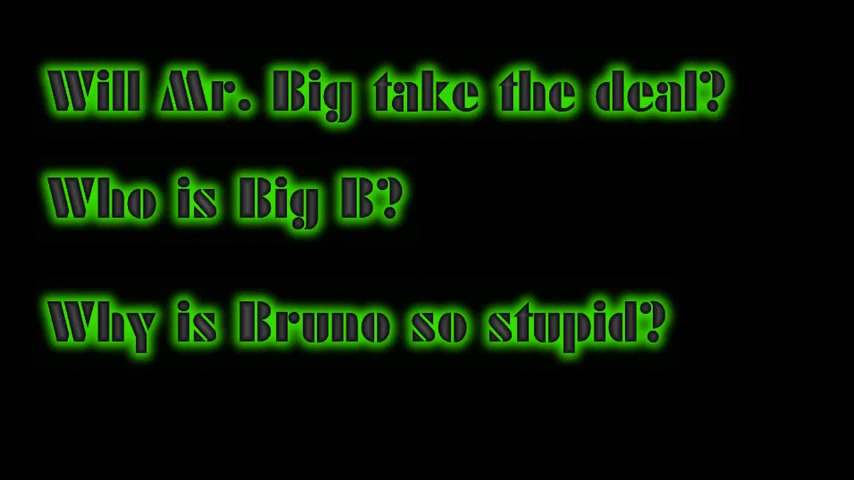 Will Mr. Big take the deal?
Who is Big B?
Why is Bruno so stupid?